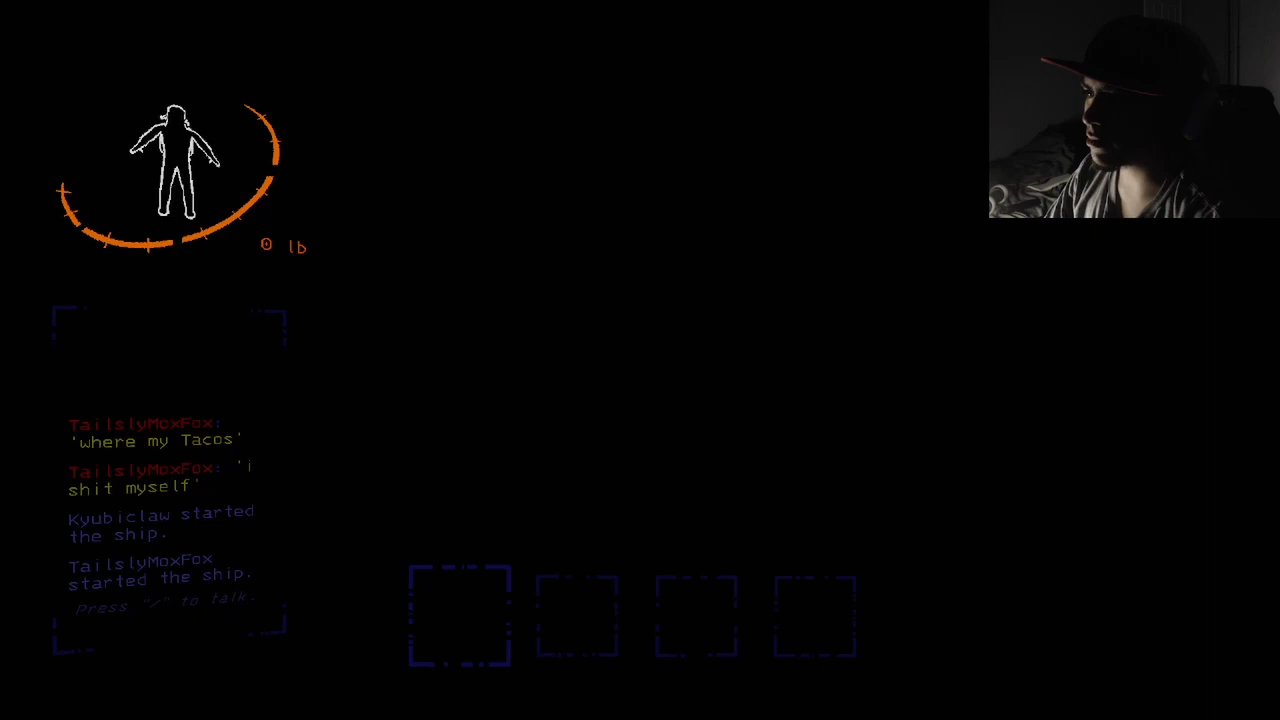 0 lb
TailslyMoxFox:
'where my Tacos'
TailslyMoxFox: 'i
shit myself'
Kyubiclaw started
the ship.
TailslyMoxFox
started the ship.
Press "/" to talk.